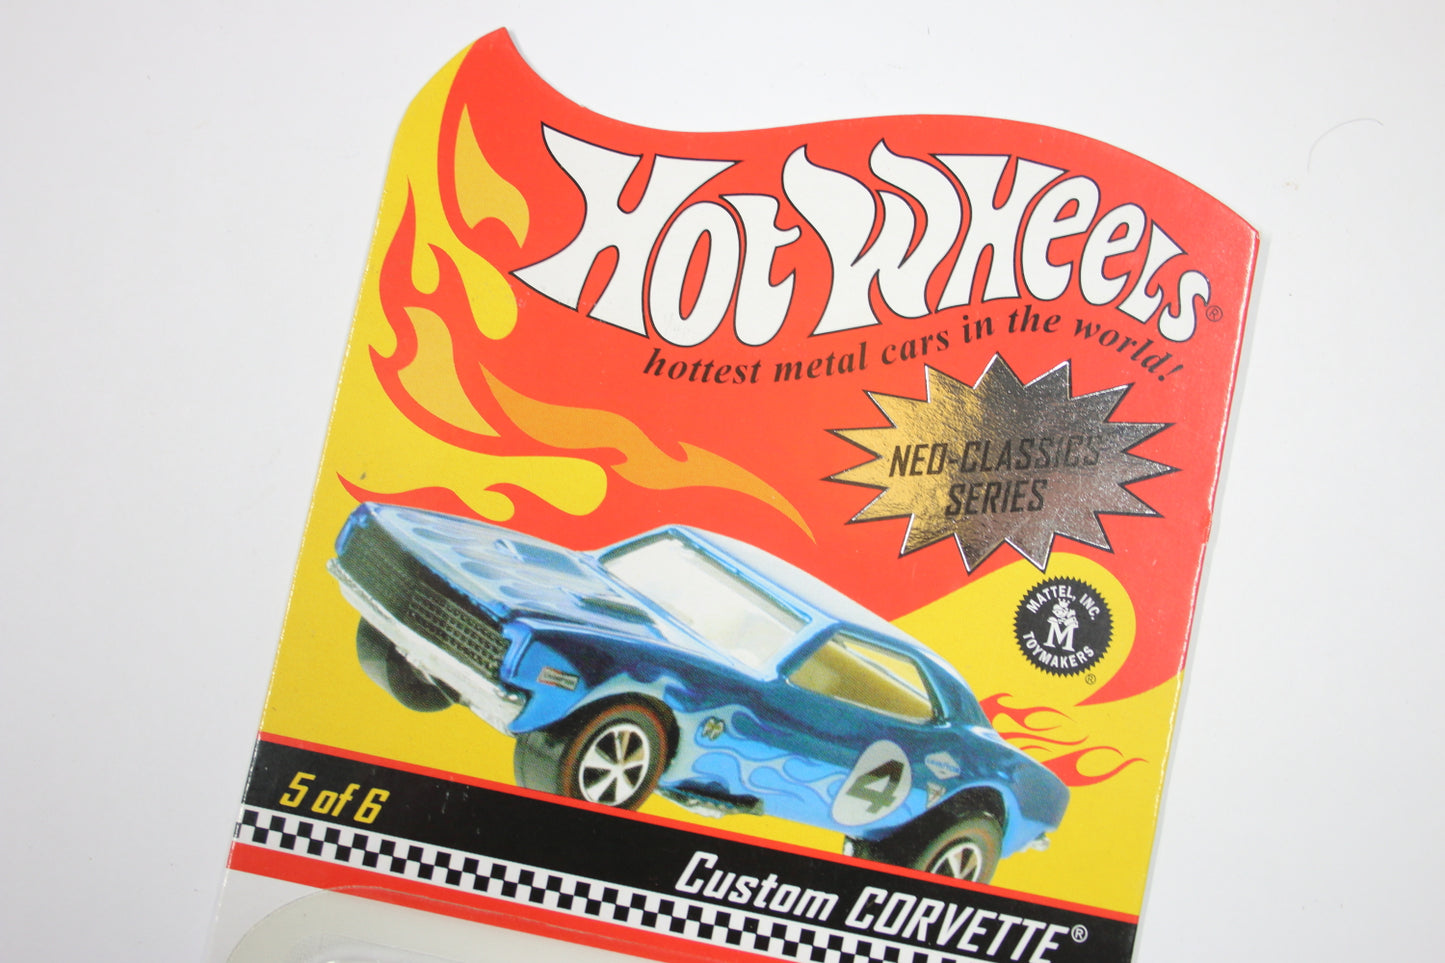 HOT WHEELS®
hottest metal cars in the world!
NEO-CLASSICS
SERIES
MATTEL, INC.
M
TOYMAKERS
®
CHAMPION
4
5 of 6
Custom CORVETTE®